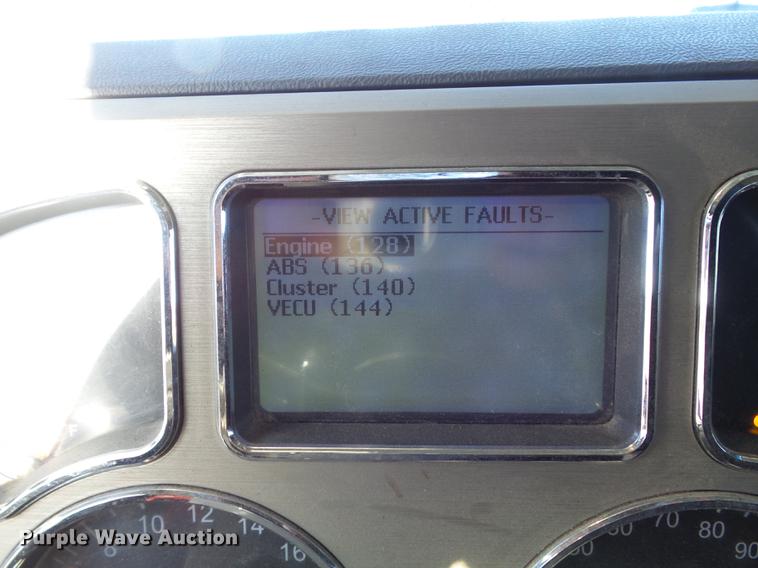 -VIEW ACTIVE FAULTS-
Engine (128)
ABS (136)
Cluster (140)
VECU (144)
8 10 12 14 16
70 80 90
Purple Wave Auction